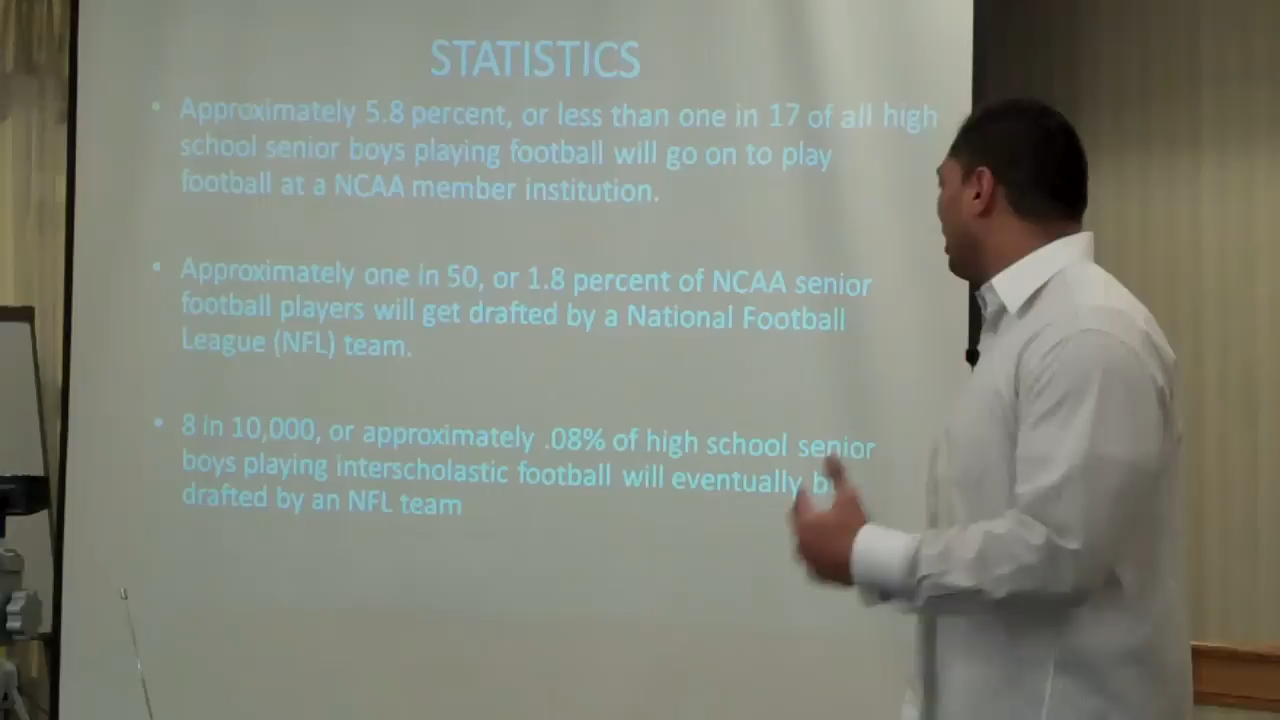 STATISTICS
• Approximately 5.8 percent, or less than one in 17 of all high
school senior boys playing football will go on to play
football at a NCAA member institution.
• Approximately one in 50, or 1.8 percent of NCAA senior
football players will get drafted by a National Football
League (NFL) team.
• 8 in 10,000, or approximately .08% of high school senior
boys playing interscholastic football will eventually
drafted by an NFL team